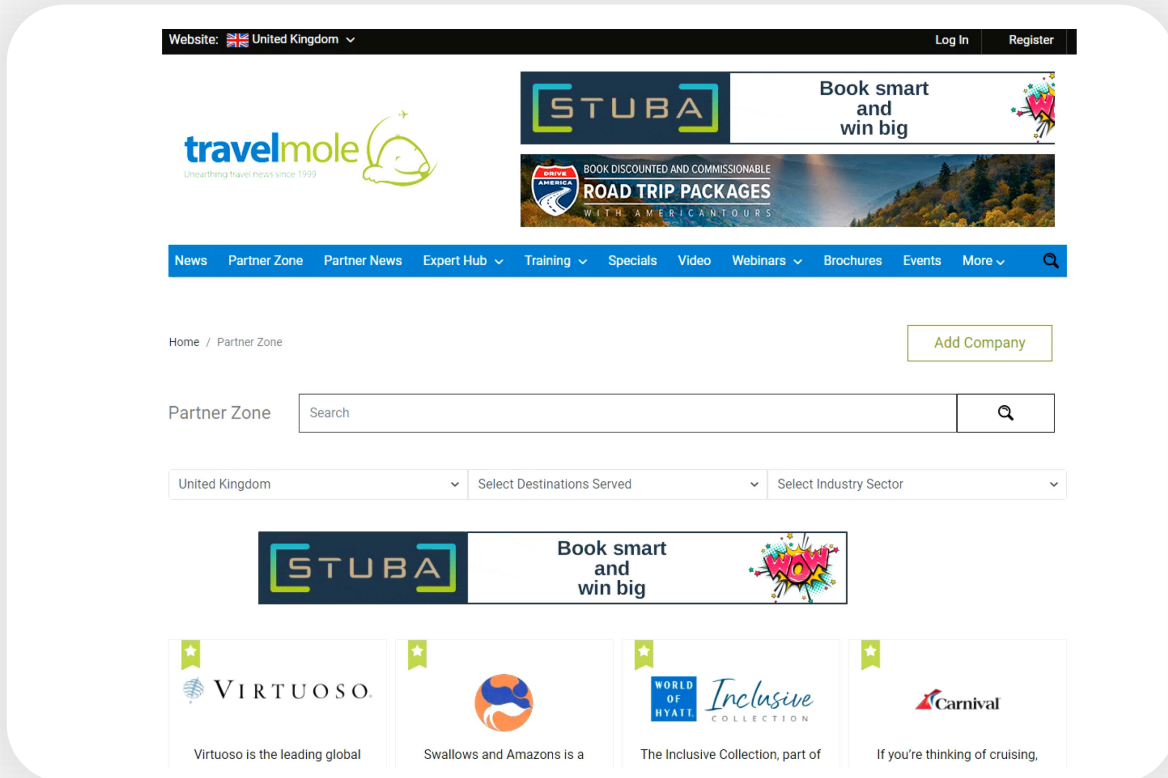 Website: United Kingdom
Log In
Register
STUBA
Book smart
and
win big
W
travelmole
Unearthing travel news since 1999
DRIVE
AMERICA
BOOK DISCOUNTED AND COMMISSIONABLE
ROAD TRIP PACKAGES
WITH AMERICANTOURS
News Partner Zone Partner News Expert Hub Training Specials Video Webinars Brochures Events More
Home / Partner Zone
Add Company
Partner Zone
Search
United Kingdom
Select Destinations Served
Select Industry Sector
STUBA
Book smart
and
win big
WOW
VIRTUOSO.
Virtuoso is the leading global
Swallows and Amazons is a
WORLD
OF
HYATT
Inclusive
COLLECTION
The Inclusive Collection, part of
Carnival
If you're thinking of cruising,